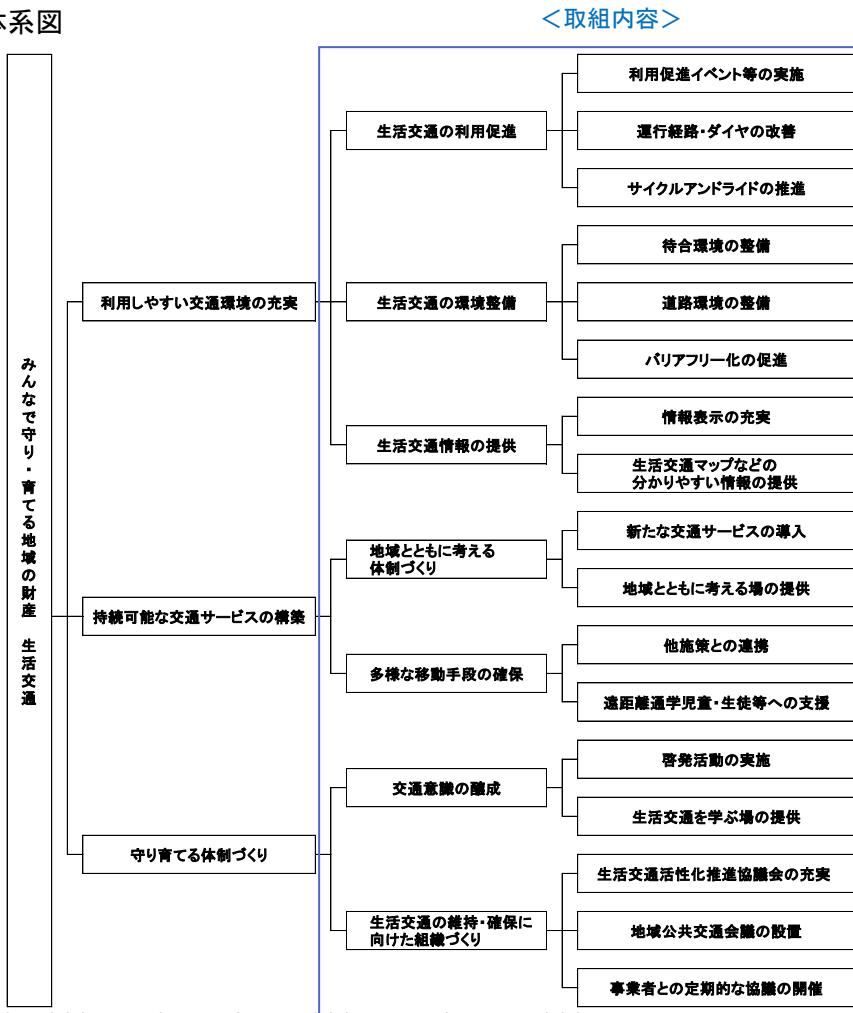 体系図
＜取組内容＞
みんなで守り・育てる地域の財産　生活交通
利用しやすい交通環境の充実
生活交通の利用促進
利用促進イベント等の実施
運行経路・ダイヤの改善
サイクルアンドライドの推進
生活交通の環境整備
待合環境の整備
道路環境の整備
バリアフリー化の促進
生活交通情報の提供
情報表示の充実
生活交通マップなどの
分かりやすい情報の提供
持続可能な交通サービスの構築
地域とともに考える
体制づくり
新たな交通サービスの導入
地域とともに考える場の提供
多様な移動手段の確保
他施策との連携
遠距離通学児童・生徒等への支援
守り育てる体制づくり
交通意識の醸成
啓発活動の実施
生活交通を学ぶ場の提供
生活交通の維持・確保に
向けた組織づくり
生活交通活性化推進協議会の充実
地域公共交通会議の設置
事業者との定期的な協議の開催